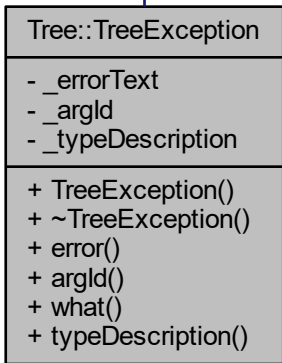 Tree::TreeException
- _errorText
- _argId
- _typeDescription
+ TreeException()
+ ~TreeException()
+ error()
+ argId()
+ what()
+ typeDescription()